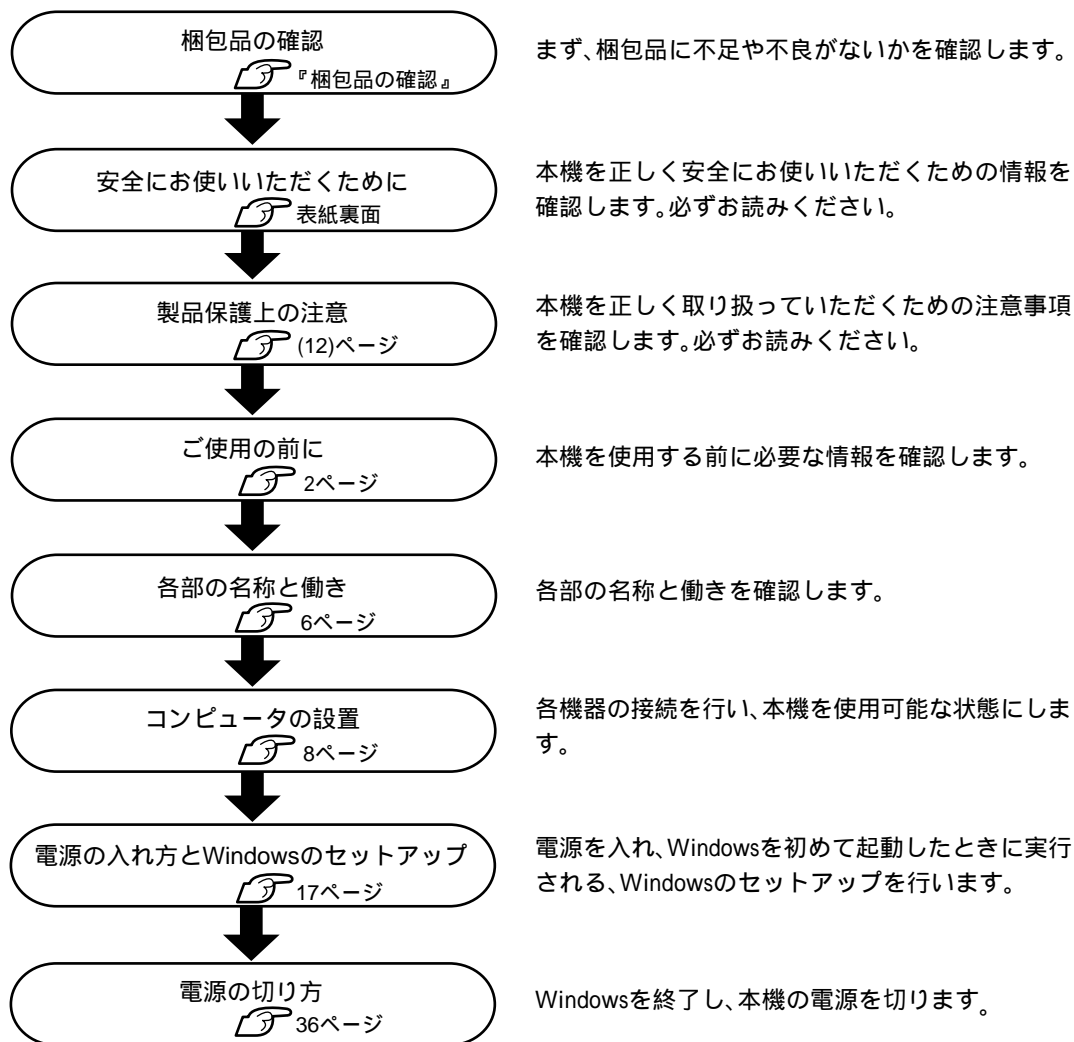 梱包品の確認
『梱包品の確認』
まず、梱包品に不足や不良がないかを確認します。
安全にお使いいただくために
表紙裏面
本機を正しく安全にお使いいただくための情報を
確認します。必ずお読みください。
製品保護上の注意
(12)ページ
本機を正しく取り扱っていただくための注意事項
を確認します。必ずお読みください。
ご使用の前に
2ページ
本機を使用する前に必要な情報を確認します。
各部の名称と働き
6ページ
各部の名称と働きを確認します。
コンピュータの設置
8ページ
各機器の接続を行い、本機を使用可能な状態にしま
す。
電源の入れ方とWindowsのセットアップ
17ページ
電源を入れ、Windowsを初めて起動したときに実行
される、Windowsのセットアップを行います。
電源の切り方
36ページ
Windowsを終了し、本機の電源を切ります。